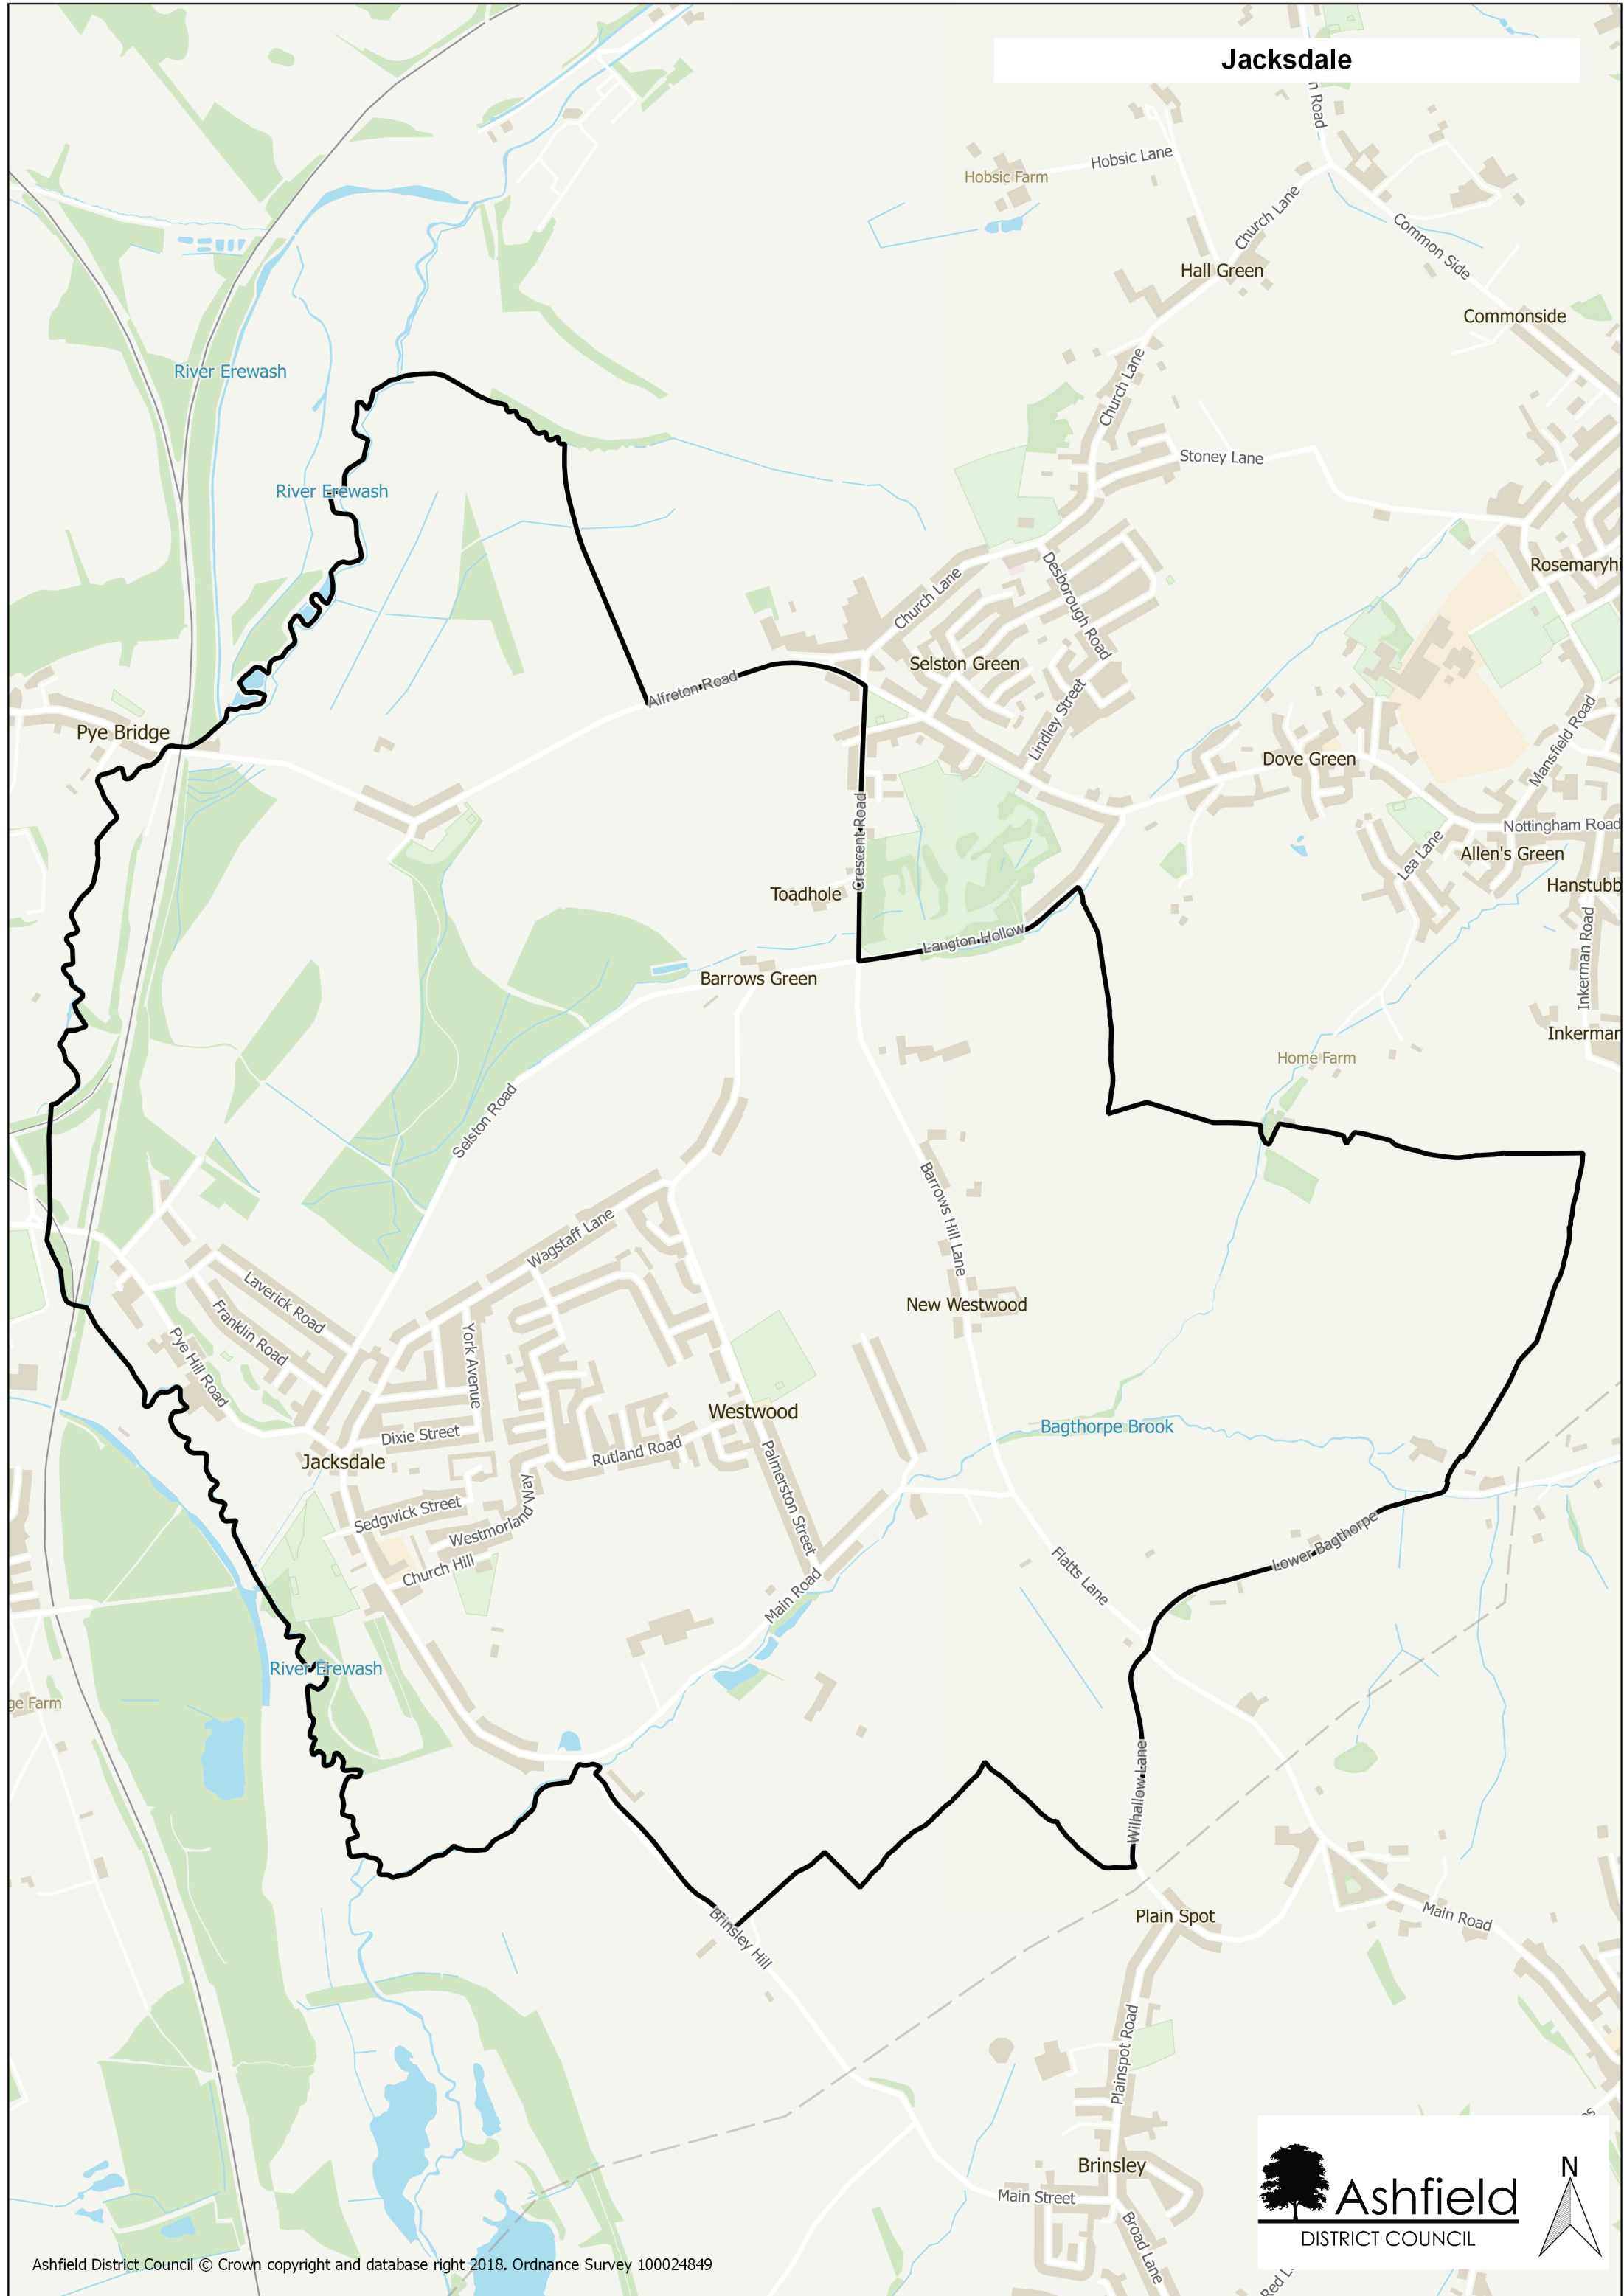 Jacksdale
n Road
Hobsic Lane
Hobsic Farm
Church Lane
Common Side
Hall Green
Commonside
River Erewash
Church Lane
Stoney Lane
River Erewash
Desborough Road
Rosemaryhi
Church Lane
Selston Green
Alfreton Road
Lindley Street
Mansfield Road
Pye Bridge
Dove Green
Crescent Road
Nottingham Road
Lea Lane
Allen's Green
Toadhole
Hanstubb
Langton Hollow
Inkerman Road
Barrows Green
Inkerman
Home Farm
Selston Road
Barrows Hill Lane
Wagstaff Lane
Laverick Road
New Westwood
Franklin Road
York Avenue
Pye Hill Road
Westwood
Bagthorpe Brook
Dixie Street
Rutland Road
Jacksdale
Palmerston Street
Sedgwick Street
Westmorland Way
Lower Bagthorpe
Church Hill
Flatts Lane
Main Road
River Erewash
ge Farm
Wilhallow Lane
Main Road
Plain Spot
Brinsley Hill
Plainspot Road
Brinsley
Main Street
Broad Lane
Red L
N
Ashfield
DISTRICT COUNCIL
Ashfield District Council © Crown copyright and database right 2018. Ordnance Survey 100024849